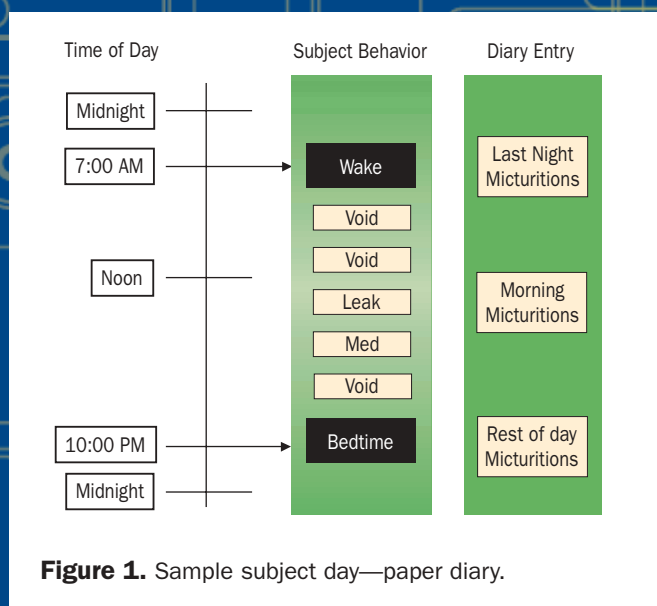 Time of Day
Subject Behavior
Diary Entry
Midnight
7:00 AM
Wake
Last Night
Micturitions
Void
Void
Noon
Leak
Morning
Micturitions
Med
Void
10:00 PM
Bedtime
Rest of day
Micturitions
Midnight
Figure 1. Sample subject day—paper diary.